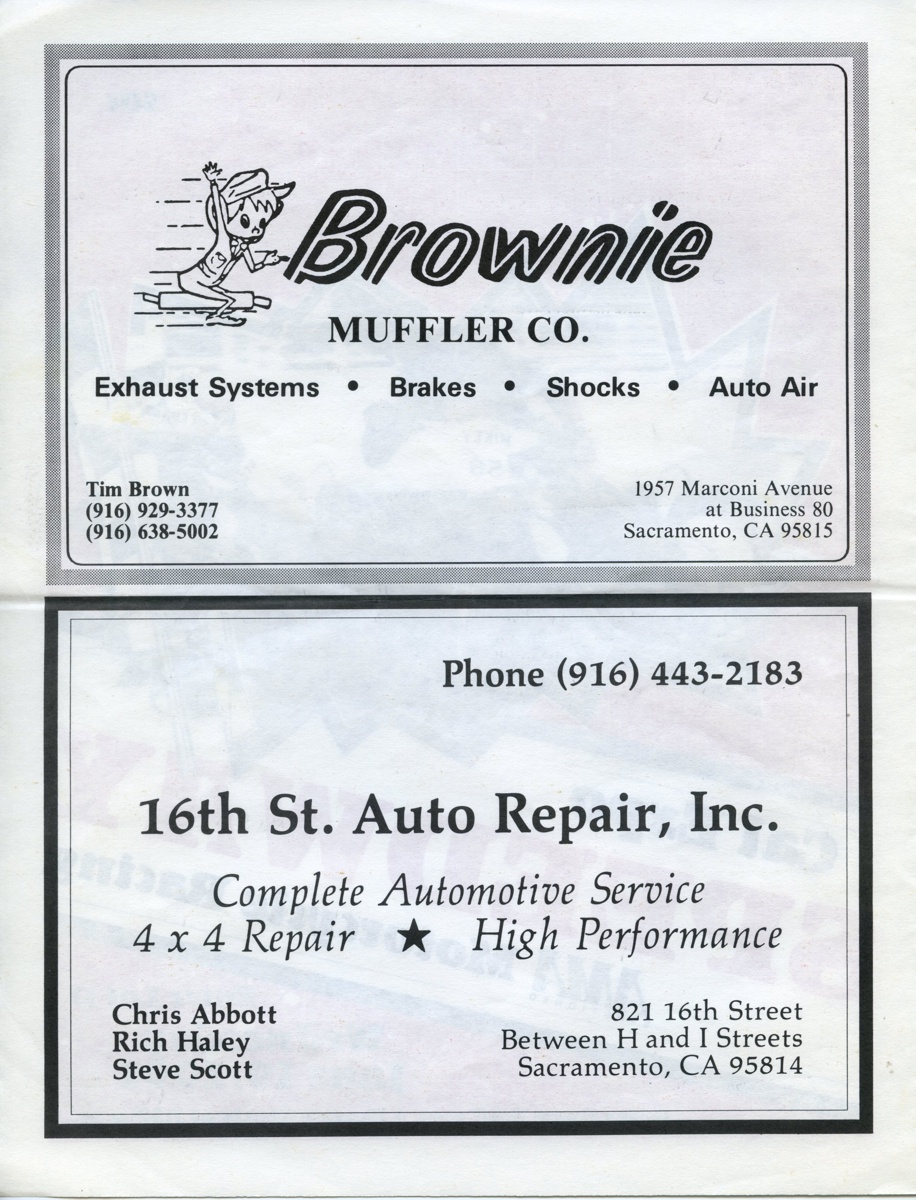 Brownie
MUFFLER CO.
Exhaust Systems • Brakes • Shocks • Auto Air
Tim Brown
(916) 929-3377
(916) 638-5002
1957 Marconi Avenue
at Business 80
Sacramento, CA 95815
Phone (916) 443-2183
16th St. Auto Repair, Inc.
Complete Automotive Service
4 x 4 Repair ★ High Performance
Chris Abbott
Rich Haley
Steve Scott
821 16th Street
Between H and I Streets
Sacramento, CA 95814